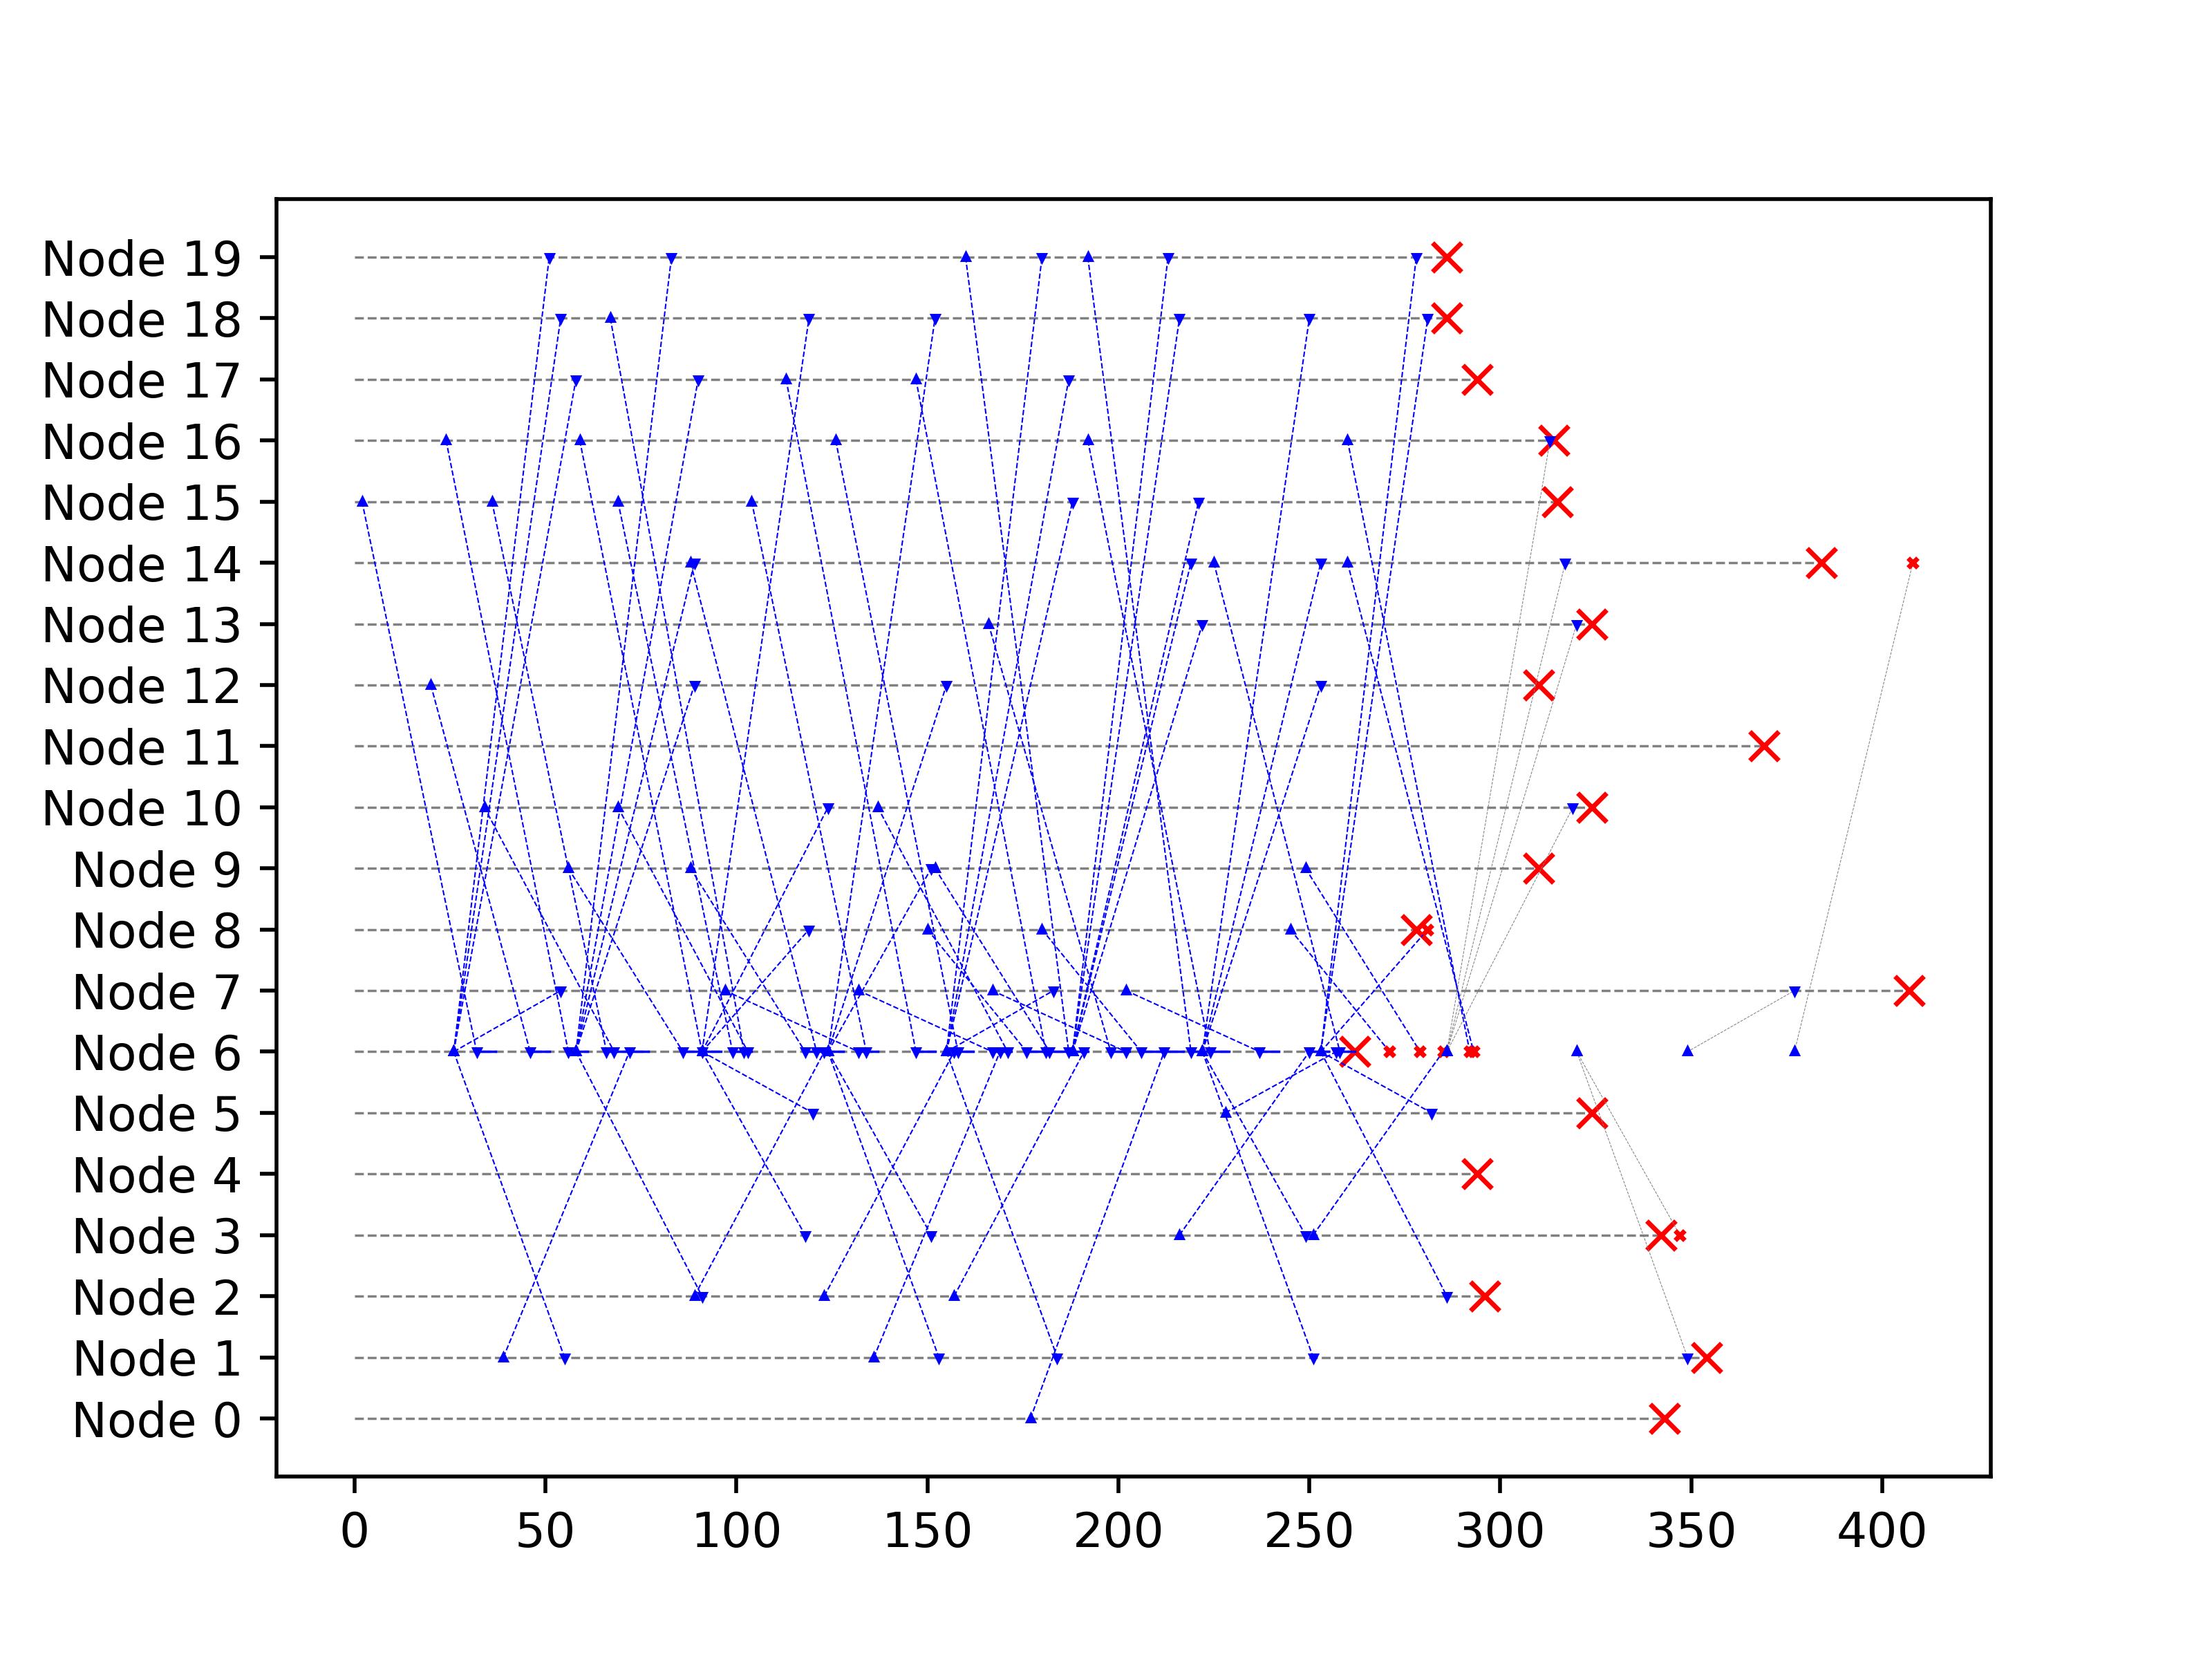 Node 19
Node 18
Node 17
Node 16
Node 15
Node 14
Node 13
Node 12
Node 11
Node 10
Node 9
Node 8
Node 7
Node 6
Node 5
Node 4
Node 3
Node 2
Node 1
Node 0
0 50 100 150 200 250 300 350 400